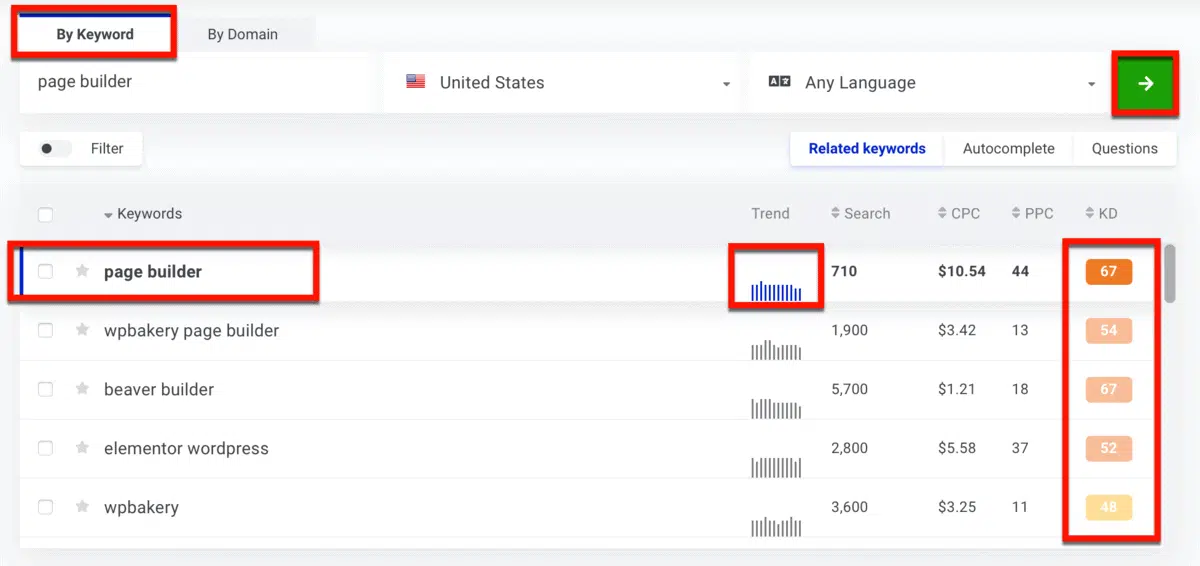 By Keyword By Domain
page builder United States Any Language
Filter Related keywords Autocomplete Questions
Keywords Trend Search CPC PPC KD
page builder 710 $10.54 44 67
wpbakery page builder 1,900 $3.42 13 54
beaver builder 5,700 $1.21 18 67
elementor wordpress 2,800 $5.58 37 52
wpbakery 3,600 $3.25 11 48